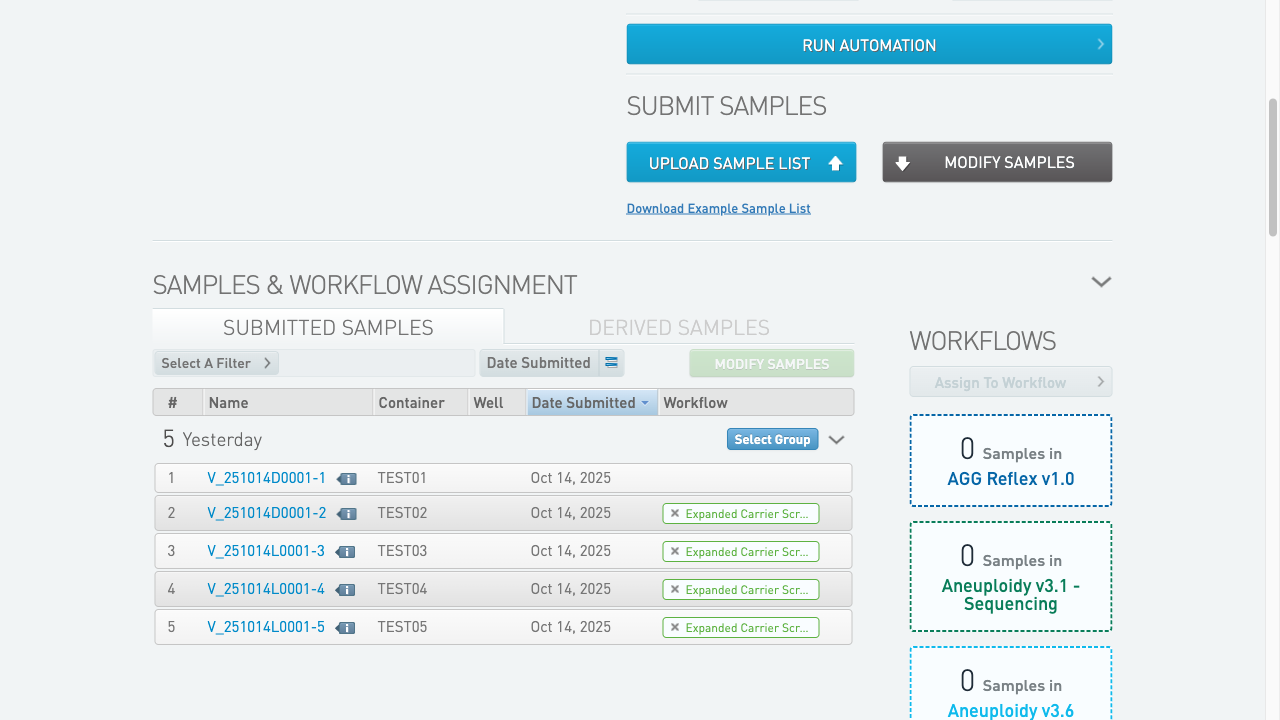 RUN AUTOMATION
SUBMIT SAMPLES
UPLOAD SAMPLE LIST
MODIFY SAMPLES
Download Example Sample List
SAMPLES & WORKFLOW ASSIGNMENT
SUBMITTED SAMPLES
DERIVED SAMPLES
Select A Filter
Date Submitted
MODIFY SAMPLES
# Name Container Well Date Submitted Workflow
5 Yesterday
Select Group
1 V_251014D0001-1 TEST01 Oct 14, 2025
2 V_251014D0001-2 TEST02 Oct 14, 2025 Expanded Carrier Scr...
3 V_251014L0001-3 TEST03 Oct 14, 2025 Expanded Carrier Scr...
4 V_251014L0001-4 TEST04 Oct 14, 2025 Expanded Carrier Scr...
5 V_251014L0001-5 TEST05 Oct 14, 2025 Expanded Carrier Scr...
WORKFLOWS
Assign To Workflow
0 Samples in
AGG Reflex v1.0
0 Samples in
Aneuploidy v3.1 -
Sequencing
0 Samples in
Aneuploidy v3.6